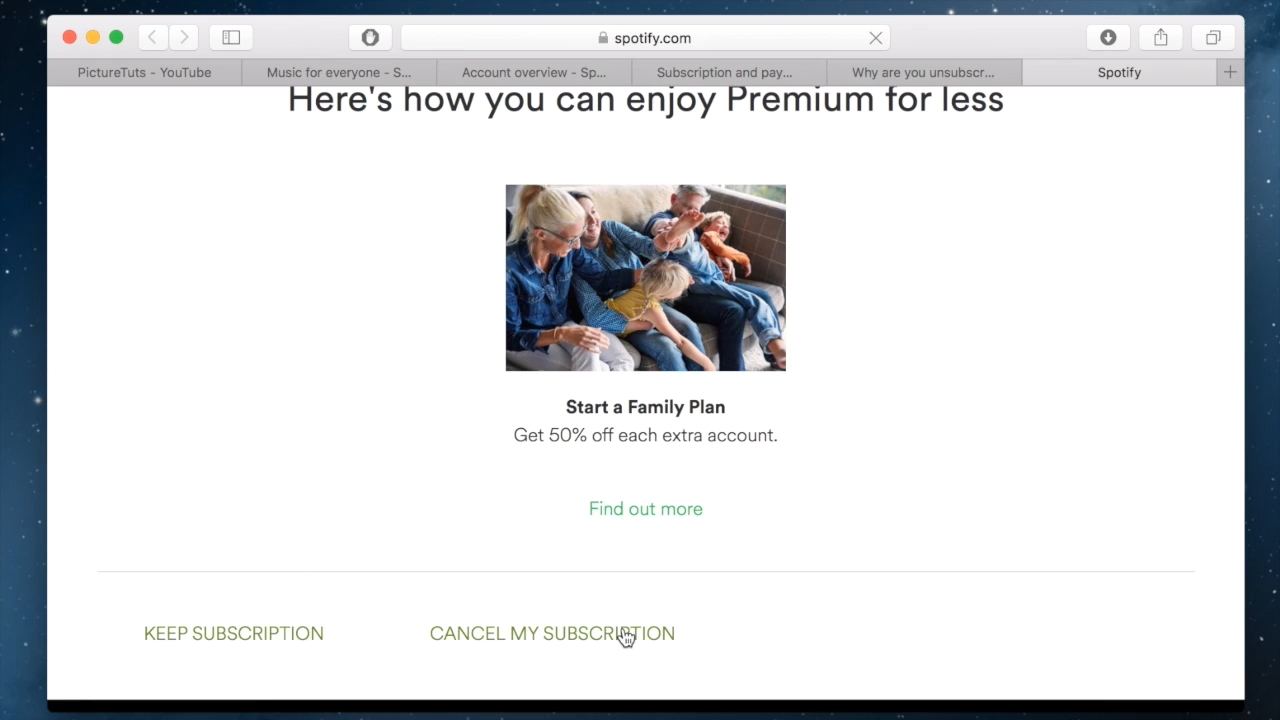 spotify.com
PictureTuts - YouTube
Music for everyone - S...
Account overview - Sp...
Subscription and pay...
Why are you unsubscr...
Spotify
Here's how you can enjoy Premium for less
Start a Family Plan
Get 50% off each extra account.
Find out more
KEEP SUBSCRIPTION
CANCEL MY SUBSCRIPTION